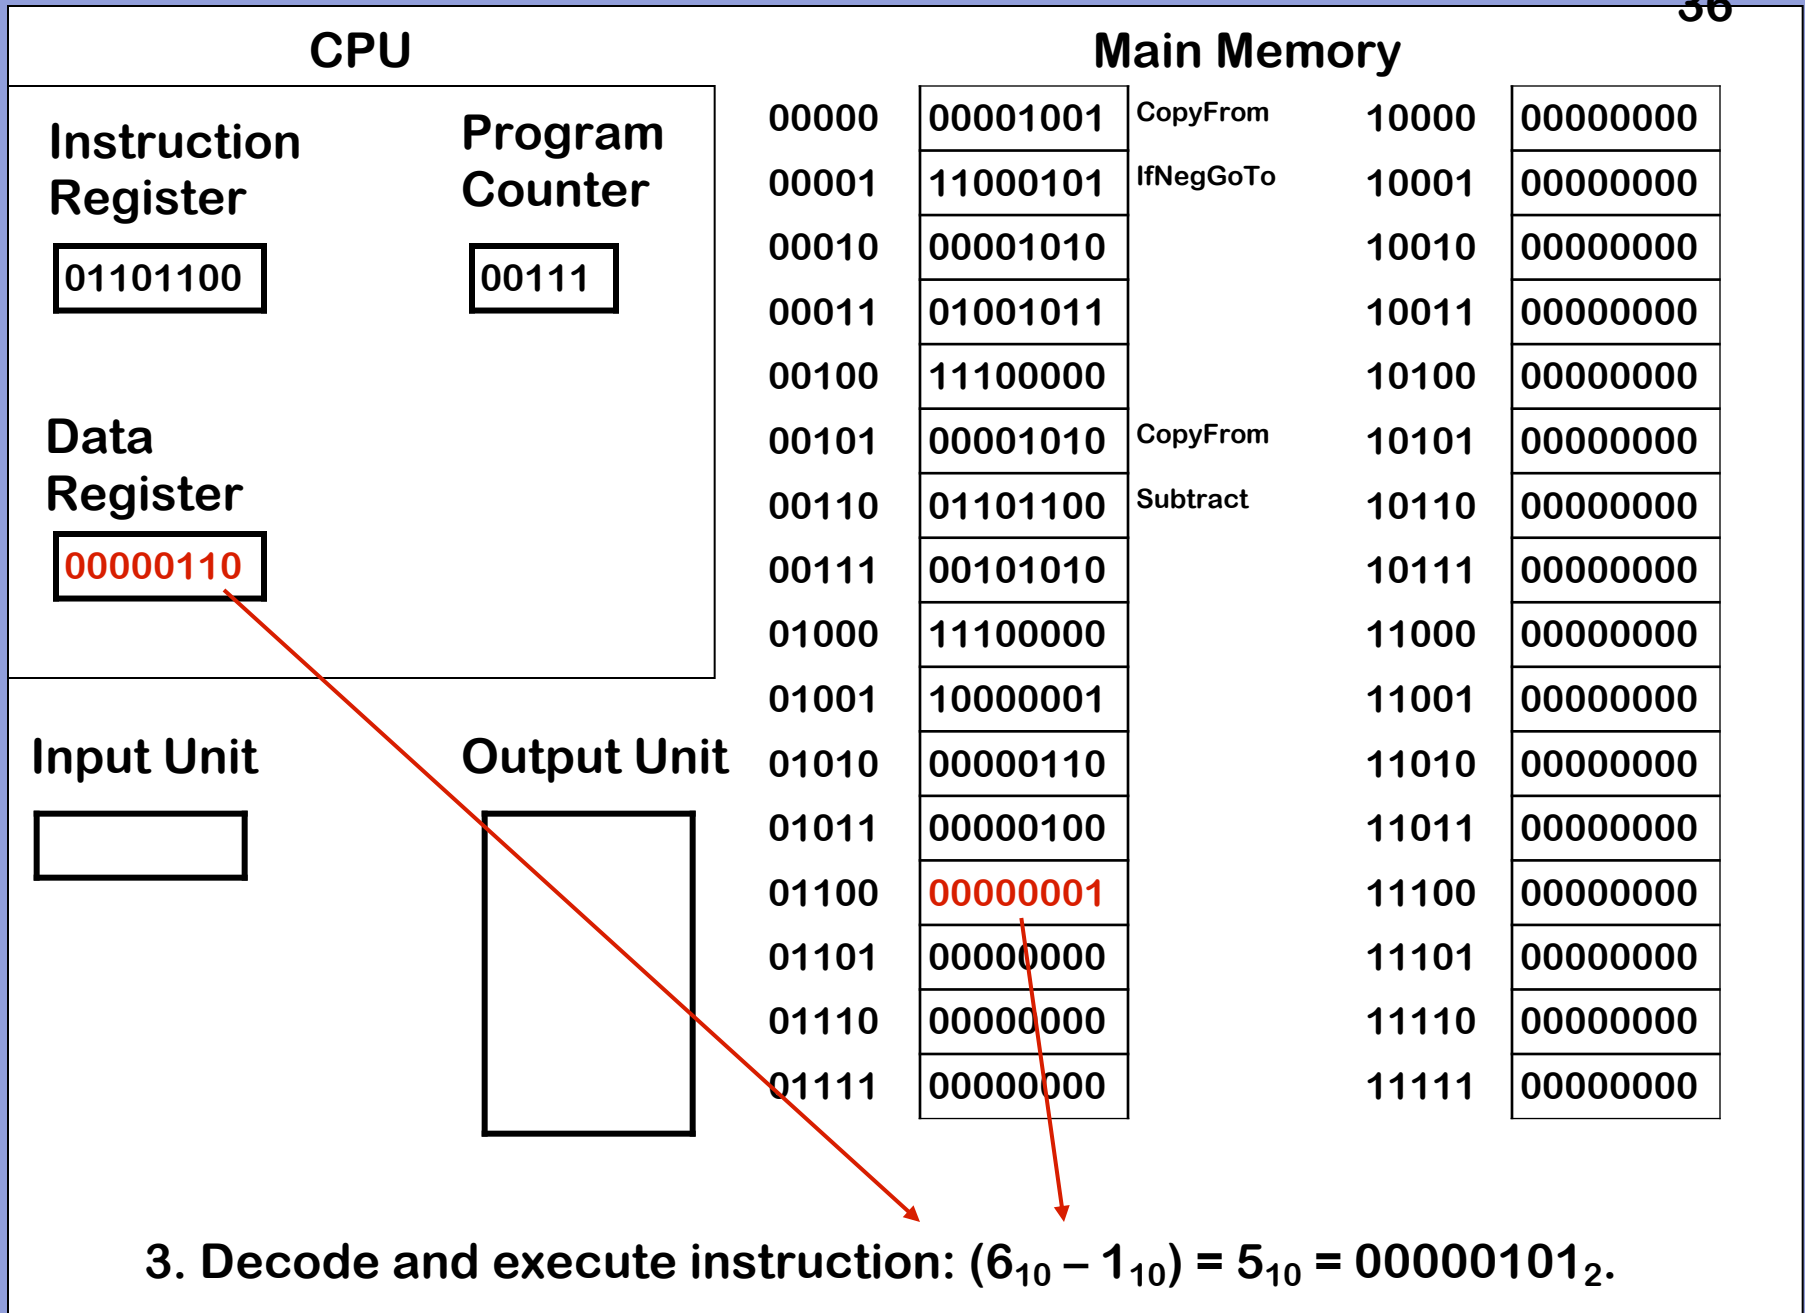 36
CPU
Main Memory
Instruction
Register
Program
Counter
01101100
00111
Data
Register
00000110
Input Unit
Output Unit
00000 00001001 CopyFrom 10000 00000000
00001 11000101 IfNegGoTo 10001 00000000
00010 00001010 10010 00000000
00011 01001011 10011 00000000
00100 11100000 10100 00000000
00101 00001010 CopyFrom 10101 00000000
00110 01101100 Subtract 10110 00000000
00111 00101010 10111 00000000
01000 11100000 11000 00000000
01001 10000001 11001 00000000
01010 00000110 11010 00000000
01011 00000100 11011 00000000
01100 00000001 11100 00000000
01101 00000000 11101 00000000
01110 00000000 11110 00000000
01111 00000000 11111 00000000
3. Decode and execute instruction: (6₁₀ – 1₁₀) = 5₁₀ = 00000101₂.